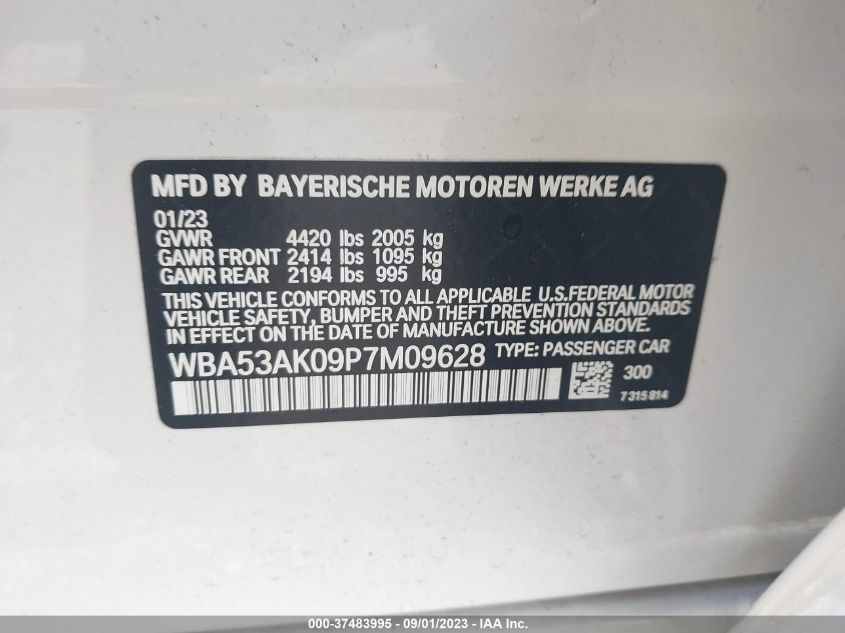 MFD BY BAYERISCHE MOTOREN WERKE AG
01/23
GVWR 4420 lbs 2005 kg
GAWR FRONT 2414 lbs 1095 kg
GAWR REAR 2194 lbs 995 kg
THIS VEHICLE CONFORMS TO ALL APPLICABLE U.S.FEDERAL MOTOR
VEHICLE SAFETY, BUMPER AND THEFT PREVENTION STANDARDS
IN EFFECT ON THE DATE OF MANUFACTURE SHOWN ABOVE.
WBA53AK09P7M09628 TYPE: PASSENGER CAR
300
7 315 814
000-37483995 - 09/01/2023 - IAA Inc.